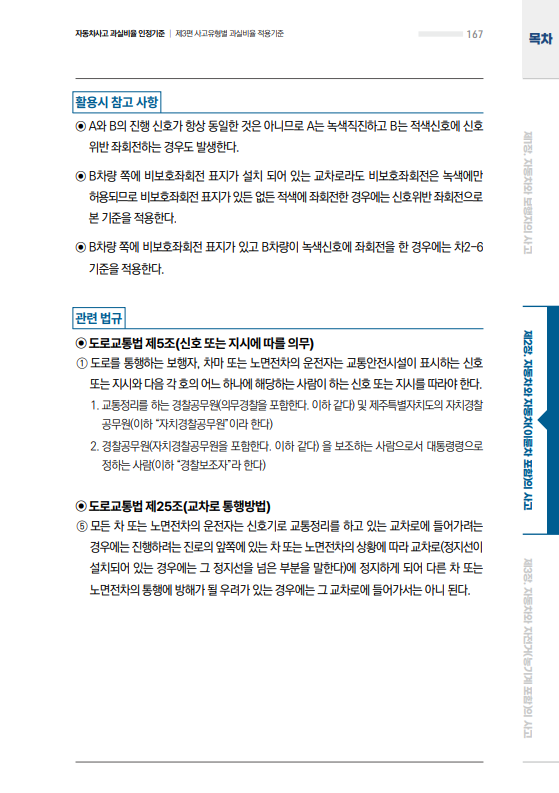 자동차사고 과실비율 인정기준 | 제3편 사고유형별 과실비율 적용기준
167
목차
활용시 참고 사항
◉ A와 B의 진행 신호가 항상 동일한 것은 아니므로 A는 녹색직진하고 B는 적색신호에 신호
위반 좌회전하는 경우도 발생한다.
◉ B차량 쪽에 비보호좌회전 표지가 설치 되어 있는 교차로라도 비보호좌회전은 녹색에만
허용되므로 비보호좌회전 표지가 있든 없든 적색에 좌회전한 경우에는 신호위반 좌회전으로
본 기준을 적용한다.
◉ B차량 쪽에 비보호좌회전 표지가 있고 B차량이 녹색신호에 좌회전을 한 경우에는 차2-6
기준을 적용한다.
관련 법규
◉ 도로교통법 제5조(신호 또는 지시에 따를 의무)
① 도로를 통행하는 보행자, 차마 또는 노면전차의 운전자는 교통안전시설이 표시하는 신호
또는 지시와 다음 각 호의 어느 하나에 해당하는 사람이 하는 신호 또는 지시를 따라야 한다.
1. 교통정리를 하는 경찰공무원(의무경찰을 포함한다. 이하 같다) 및 제주특별자치도의 자치경찰
공무원(이하 “자치경찰공무원”이라 한다)
2. 경찰공무원(자치경찰공무원을 포함한다. 이하 같다) 을 보조하는 사람으로서 대통령령으로
정하는 사람(이하 “경찰보조자”라 한다)
◉ 도로교통법 제25조(교차로 통행방법)
⑤ 모든 차 또는 노면전차의 운전자는 신호기로 교통정리를 하고 있는 교차로에 들어가려는
경우에는 진행하려는 진로의 앞쪽에 있는 차 또는 노면전차의 상황에 따라 교차로(정지선이
설치되어 있는 경우에는 그 정지선을 넘은 부분을 말한다)에 정지하게 되어 다른 차 또는
노면전차의 통행에 방해가 될 우려가 있는 경우에는 그 교차로에 들어가서는 아니 된다.
제1장. 자동차와 보행자의 사고
제2장. 자동차와 자동차(이륜차 포함)의 사고
제3장. 자동차와 자전거(농기계 포함)의 사고